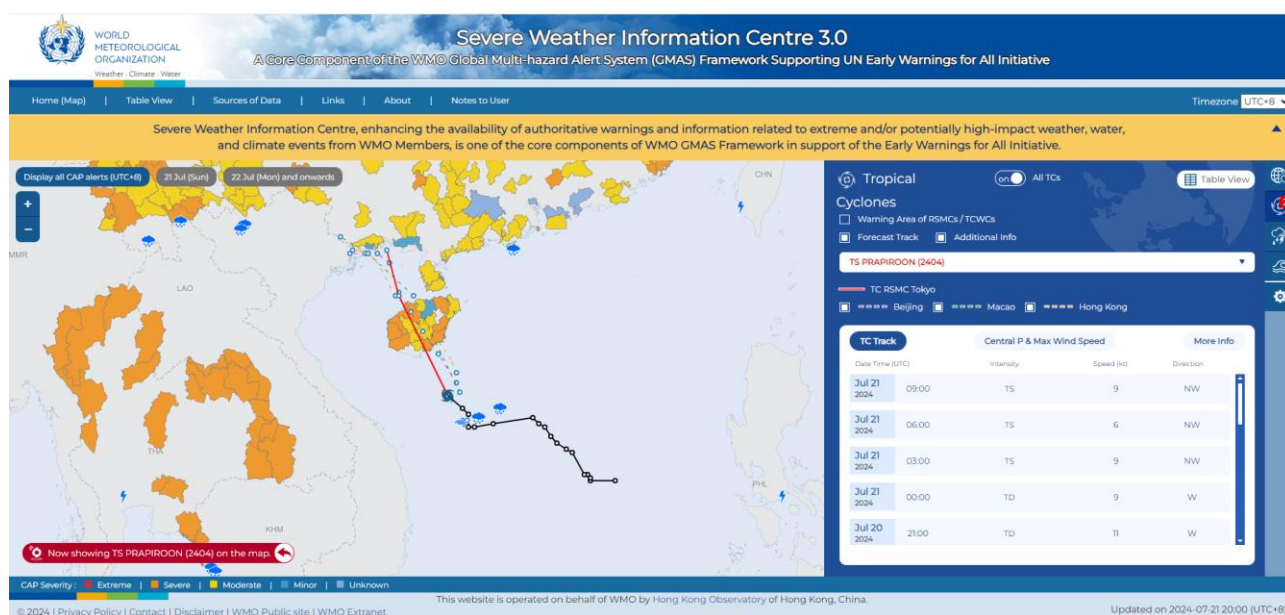 WORLD
METEOROLOGICAL
ORGANIZATION
Weather · Climate · Water
Severe Weather Information Centre 3.0
A Core Component of the WMO Global Multi-hazard Alert System (GMAS) Framework Supporting UN Early Warnings for All Initiative
Home (Map) | Table View | Sources of Data | Links | About | Notes to User
Timezone UTC+8
Severe Weather Information Centre, enhancing the availability of authoritative warnings and information related to extreme and/or potentially high-impact weather, water,
and climate events from WMO Members, is one of the core components of WMO GMAS Framework in support of the Early Warnings for All Initiative.
Display all CAP alerts (UTC+8) 21 Jul (Sun) 22 Jul (Mon) and onwards
+
−
CHN
MMR
LAO
THA
PHL
KHM
Now showing TS PRAPIROON (2404) on the map.
Tropical
Cyclones
on All TCs
Table View
Warning Area of RSMCs / TCWCs
Forecast Track Additional Info
TS PRAPIROON (2404)
TC RSMC Tokyo
Beijing Macao Hong Kong
TC Track Central P & Max Wind Speed More Info
Date Time (UTC) Intensity Speed (kt) Direction
Jul 21 2024 09:00 TS 9 NW
Jul 21 2024 06:00 TS 6 NW
Jul 21 2024 03:00 TS 9 NW
Jul 21 2024 00:00 TD 9 W
Jul 20 2024 21:00 TD 11 W
CAP Severity : Extreme | Severe | Moderate | Minor | Unknown
This website is operated on behalf of WMO by Hong Kong Observatory of Hong Kong, China.
© 2024 | Privacy Policy | Contact | Disclaimer | WMO Public site | WMO Extranet
Updated on 2024-07-21 20:00 (UTC+8)